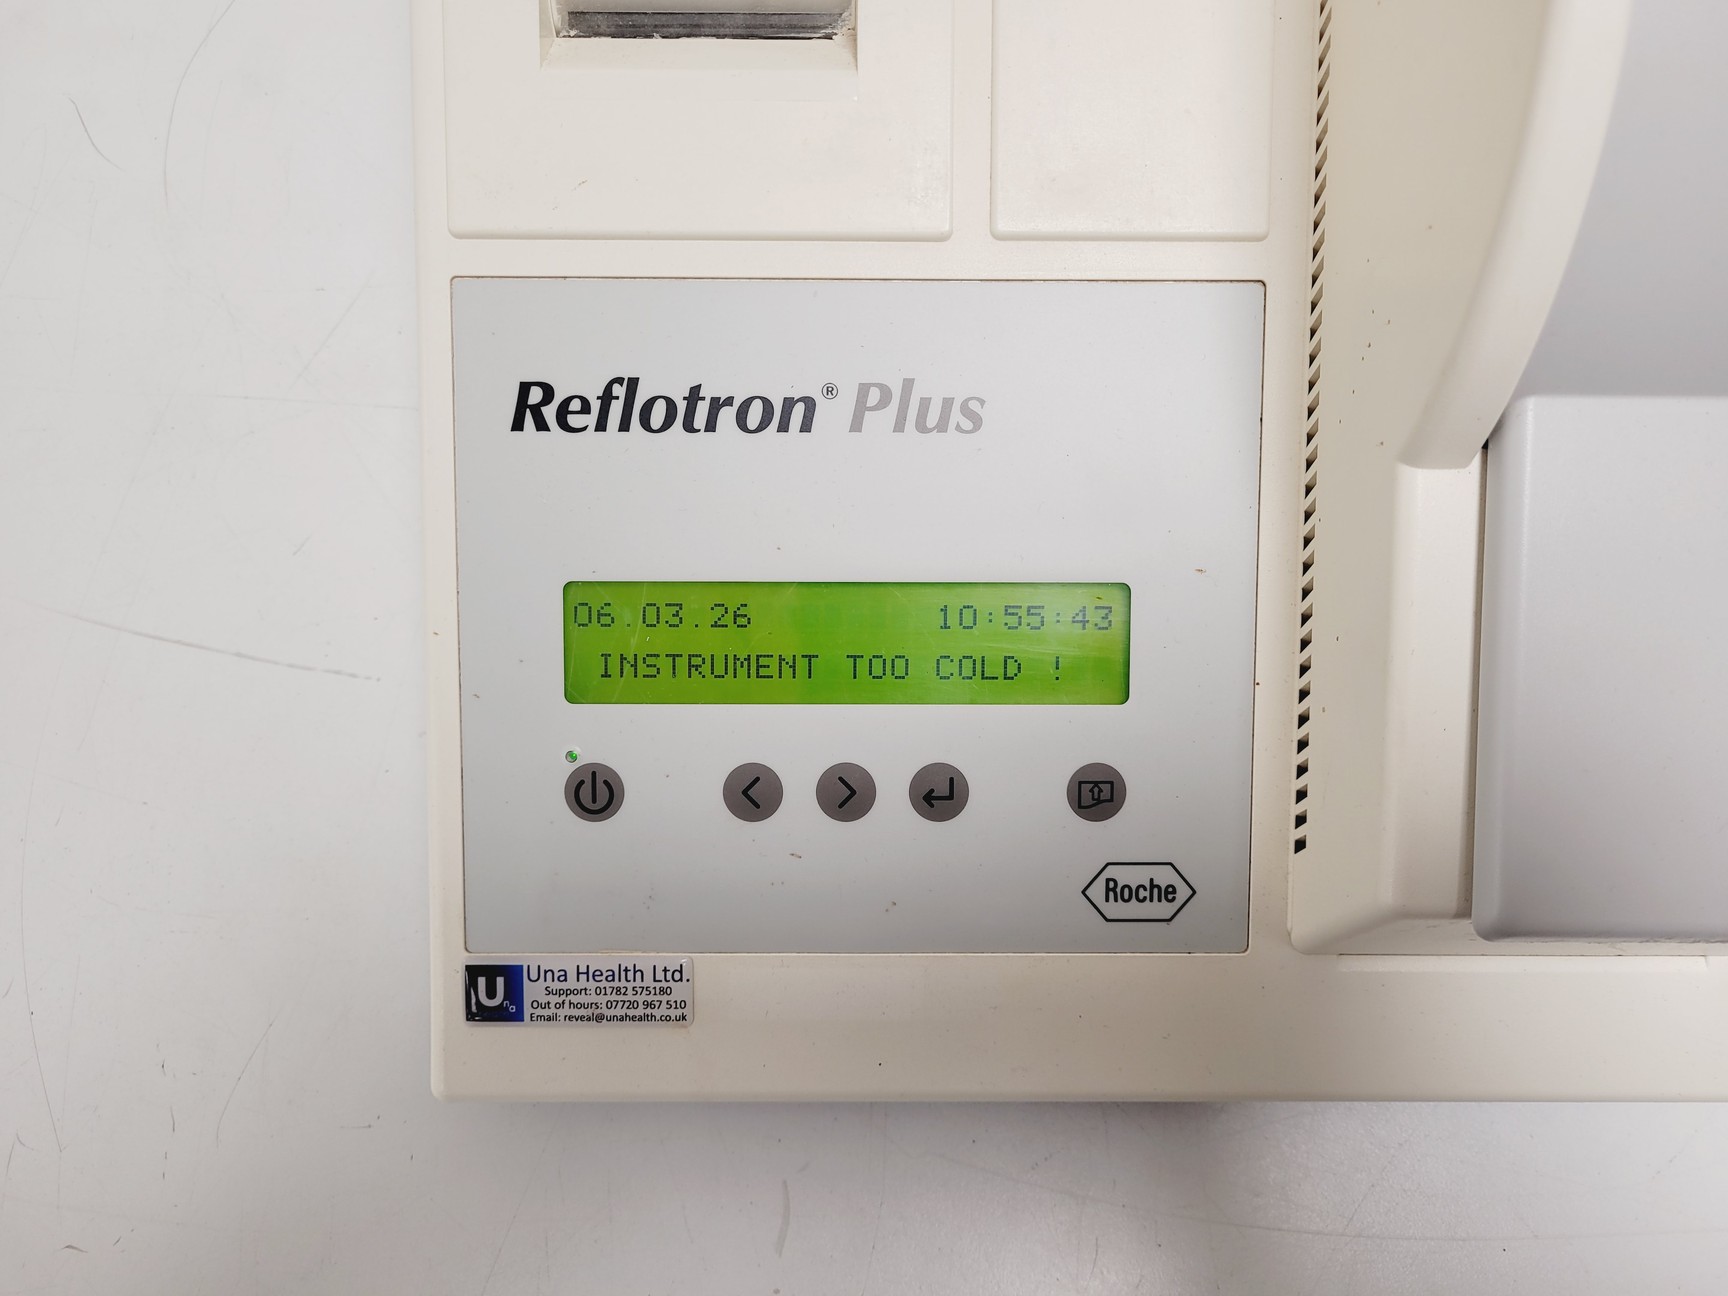 Reflotron® Plus
06.03.26 10:55:43
INSTRUMENT TOO COLD !
Roche
Una
Una Health Ltd.
Support: 01782 575180
Out of hours: 07720 967 510
Email: reveal@unahealth.co.uk